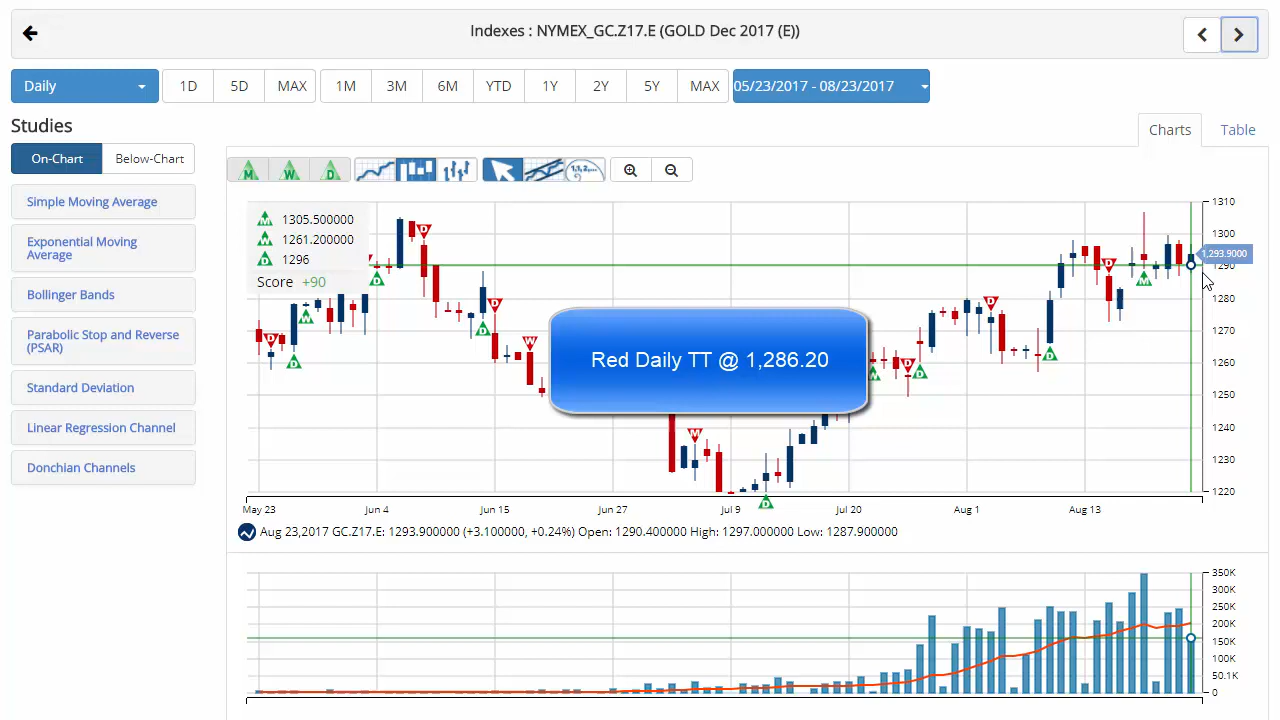 Indexes : NYMEX_GC.Z17.E (GOLD Dec 2017 (E))
Daily 1D 5D MAX 1M 3M 6M YTD 1Y 2Y 5Y MAX 05/23/2017 - 08/23/2017
Studies
Charts Table
On-Chart Below-Chart
M W D
Simple Moving Average
Exponential Moving
Average
Bollinger Bands
Parabolic Stop and Reverse
(PSAR)
Standard Deviation
Linear Regression Channel
Donchian Channels
M 1305.500000
W 1261.200000
D 1296
Score +90
Red Daily TT @ 1,286.20
1310
1300
1,293.9000
1290
1280
1270
1260
1250
1240
1230
1220
May 23 Jun 4 Jun 15 Jun 27 Jul 9 Jul 20 Aug 1 Aug 13
Aug 23,2017 GC.Z17.E: 1293.900000 (+3.100000, +0.24%) Open: 1290.400000 High: 1297.000000 Low: 1287.900000
350K
300K
250K
200K
150K
100K
50.1K
0